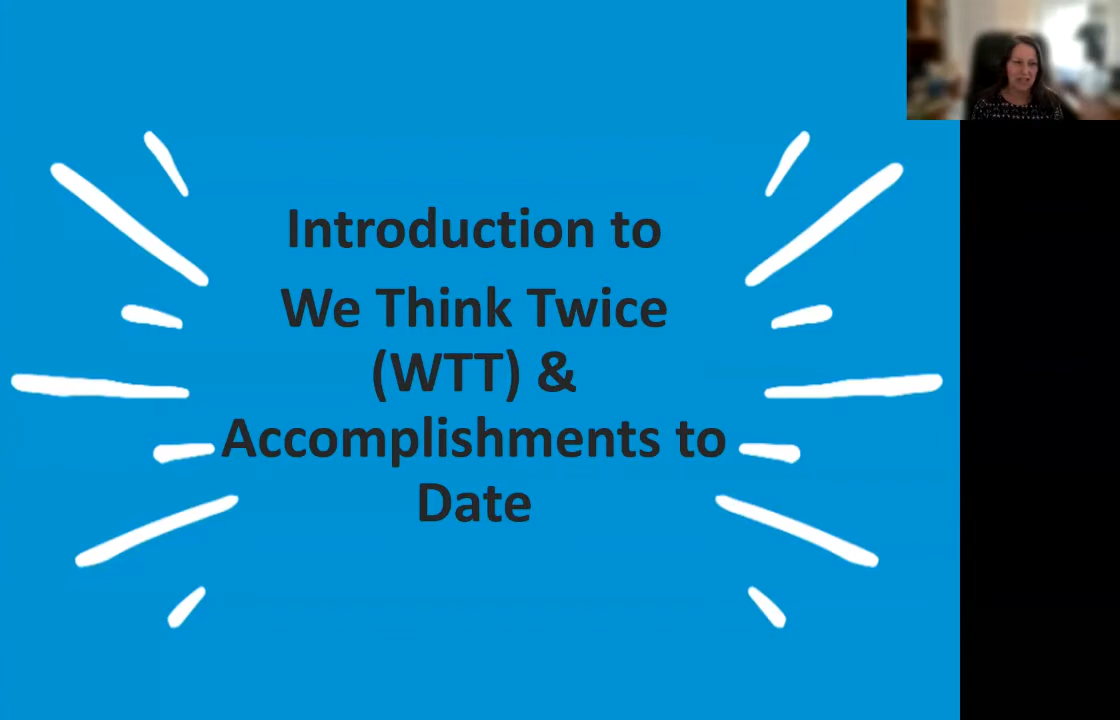 Introduction to
We Think Twice
(WTT) &
Accomplishments to
Date